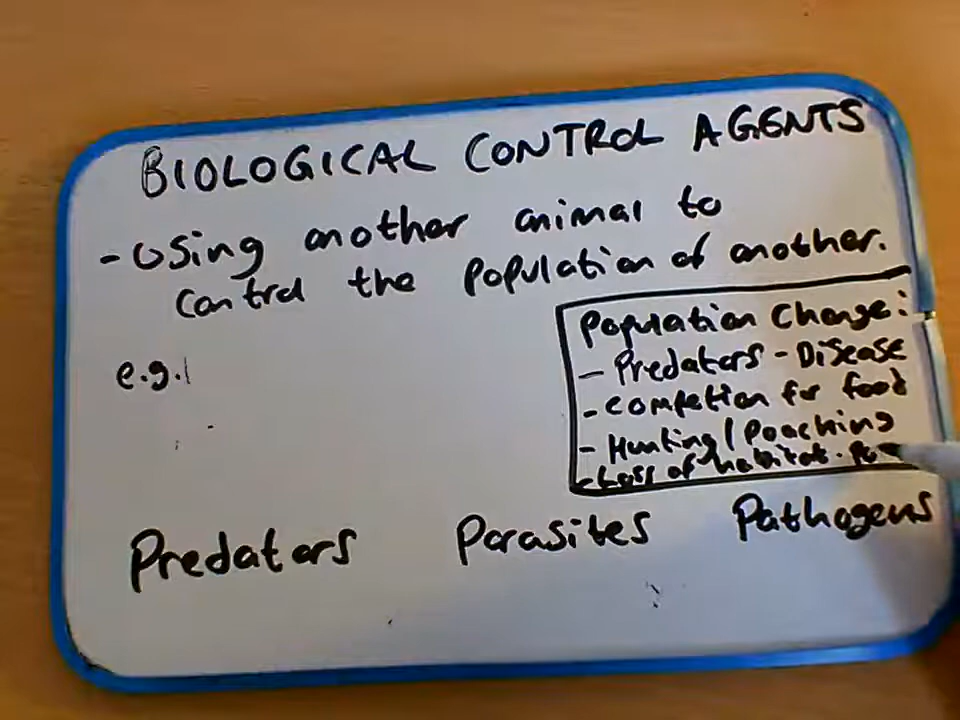 BIOLOGICAL CONTROL AGENTS
- Using another animal to
control the population of another.
e.g.
Population Change:
- Predators - Disease
- Competion for food
- Hunting / Poaching
- Loss of habitat.
Predators Parasites Pathogens